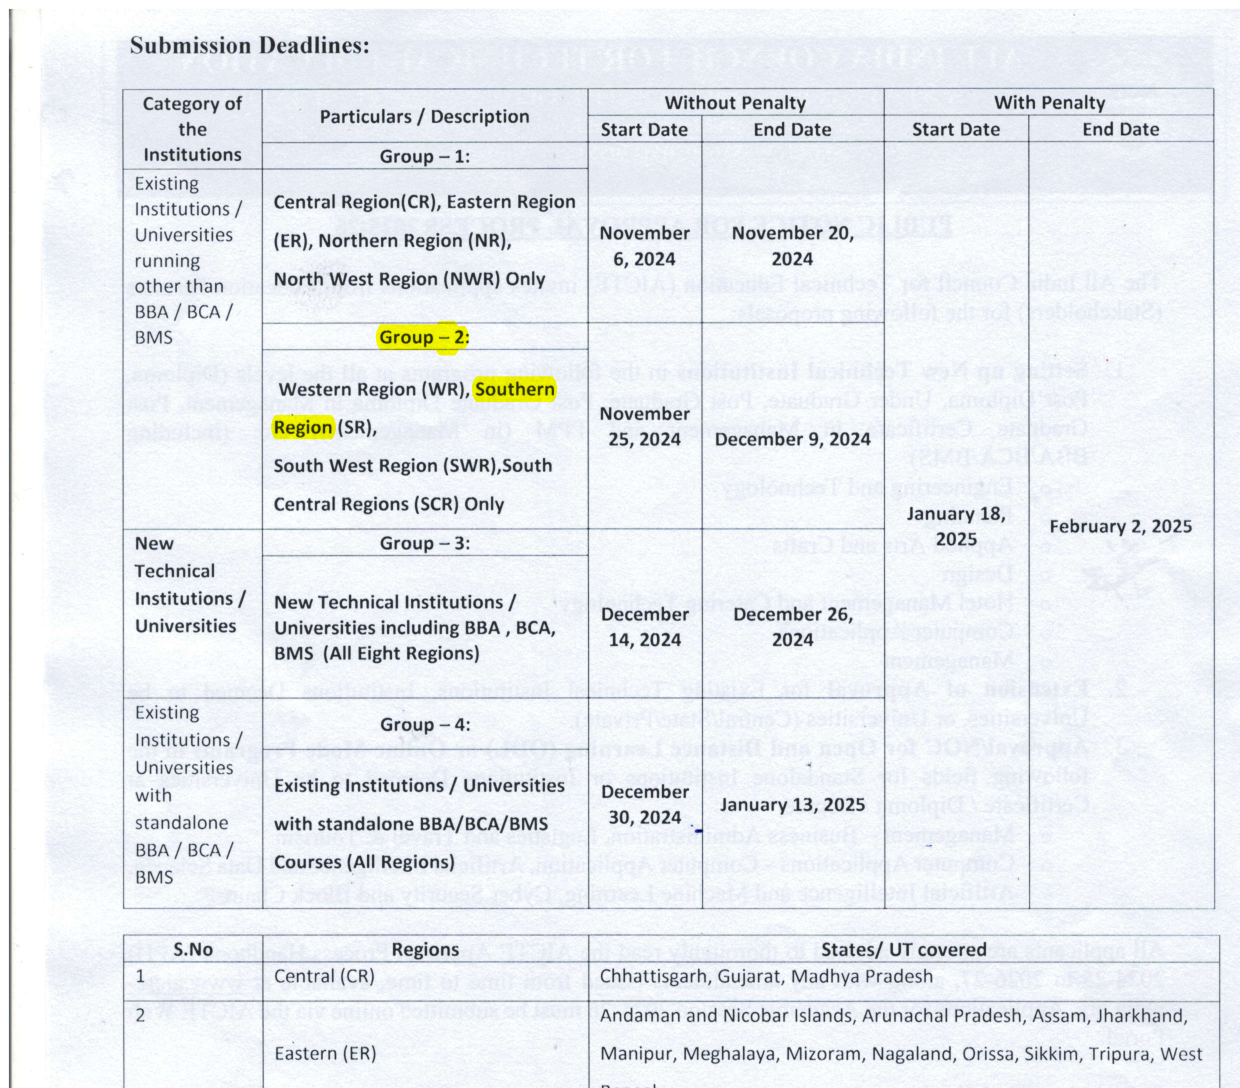 Submission Deadlines:
Category of
the
Institutions
Particulars / Description
Without Penalty
With Penalty
Start Date
End Date
Start Date
End Date
Group – 1:
Existing
Institutions /
Universities
running
other than
BBA / BCA /
BMS
Central Region(CR), Eastern Region
(ER), Northern Region (NR),
North West Region (NWR) Only
November
6, 2024
November 20,
2024
Group – 2:
Western Region (WR), Southern
Region (SR),
South West Region (SWR),South
Central Regions (SCR) Only
November
25, 2024
December 9, 2024
January 18,
2025
February 2, 2025
New
Technical
Institutions /
Universities
Group – 3:
New Technical Institutions /
Universities including BBA , BCA,
BMS (All Eight Regions)
December
14, 2024
December 26,
2024
Existing
Institutions /
Universities
with
standalone
BBA / BCA /
BMS
Group – 4:
Existing Institutions / Universities
with standalone BBA/BCA/BMS
Courses (All Regions)
December
30, 2024
January 13, 2025
S.No
Regions
States/ UT covered
1
Central (CR)
Chhattisgarh, Gujarat, Madhya Pradesh
2
Eastern (ER)
Andaman and Nicobar Islands, Arunachal Pradesh, Assam, Jharkhand,
Manipur, Meghalaya, Mizoram, Nagaland, Orissa, Sikkim, Tripura, West